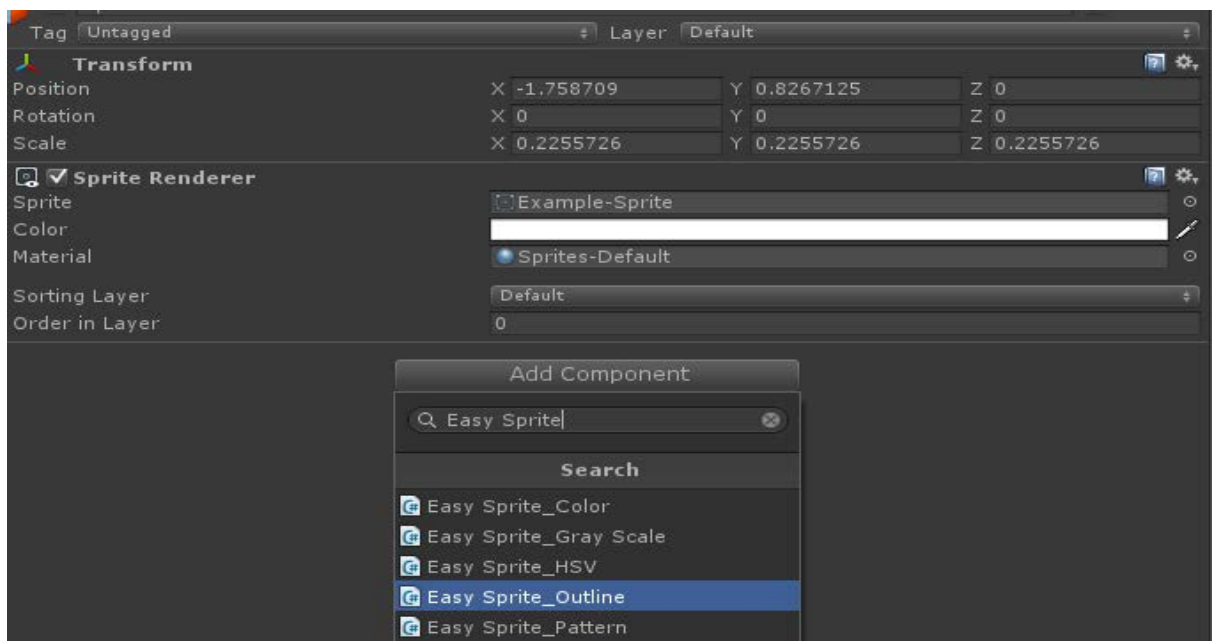 Tag Untagged Layer Default
Transform
Position X -1.758709 Y 0.8267125 Z 0
Rotation X 0 Y 0 Z 0
Scale X 0.2255726 Y 0.2255726 Z 0.2255726
Sprite Renderer
Sprite Example-Sprite
Color
Material Sprites-Default
Sorting Layer Default
Order in Layer 0
Add Component
Easy Sprite
Search
Easy Sprite_Color
Easy Sprite_Gray Scale
Easy Sprite_HSV
Easy Sprite_Outline
Easy Sprite_Pattern